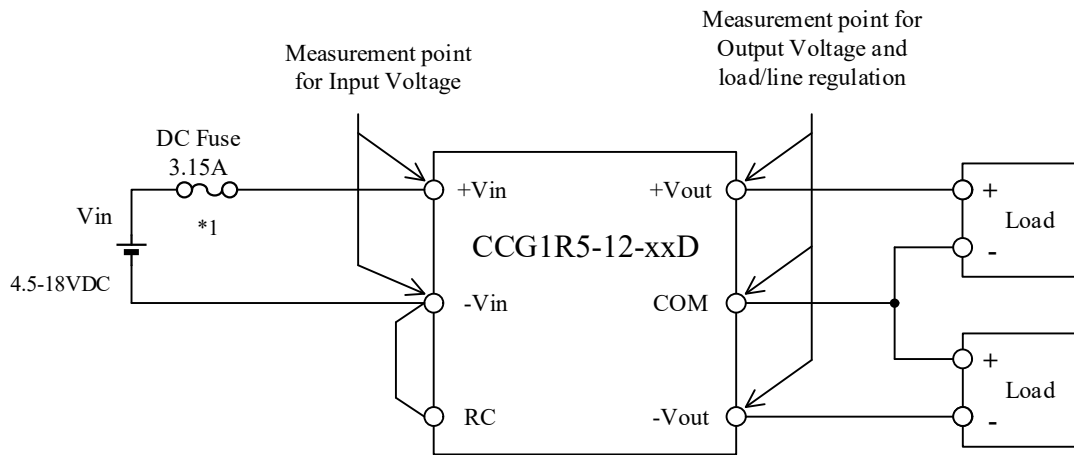 Measurement point for
Output Voltage and
load/line regulation
Measurement point
for Input Voltage
DC Fuse
3.15A
*1
Vin
4.5-18VDC
+Vin
-Vin
RC
CCG1R5-12-xxD
+Vout
COM
-Vout
+
Load
-
+
Load
-